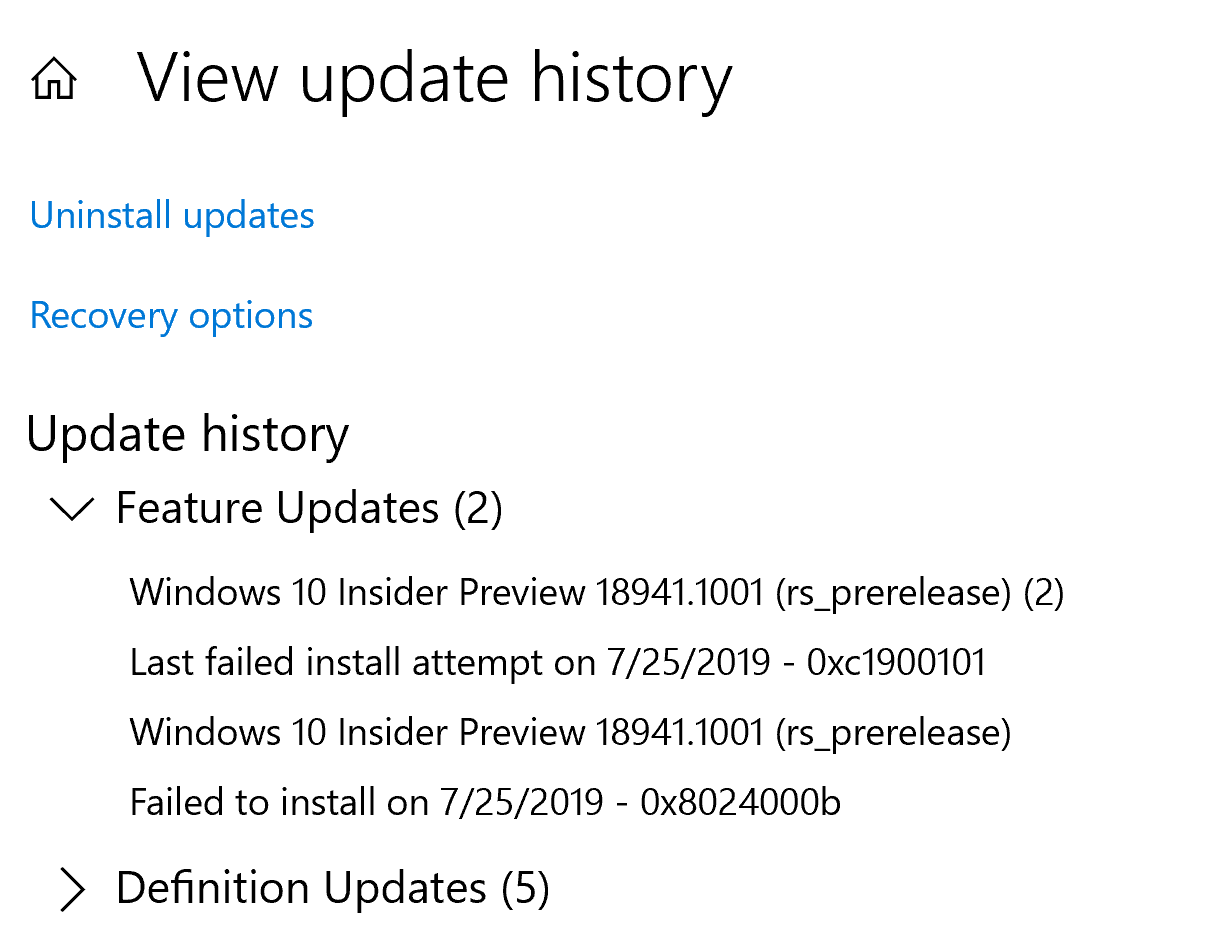 View update history
Uninstall updates
Recovery options
Update history
Feature Updates (2)
Windows 10 Insider Preview 18941.1001 (rs_prerelease) (2)
Last failed install attempt on 7/25/2019 - 0xc1900101
Windows 10 Insider Preview 18941.1001 (rs_prerelease)
Failed to install on 7/25/2019 - 0x8024000b
Definition Updates (5)